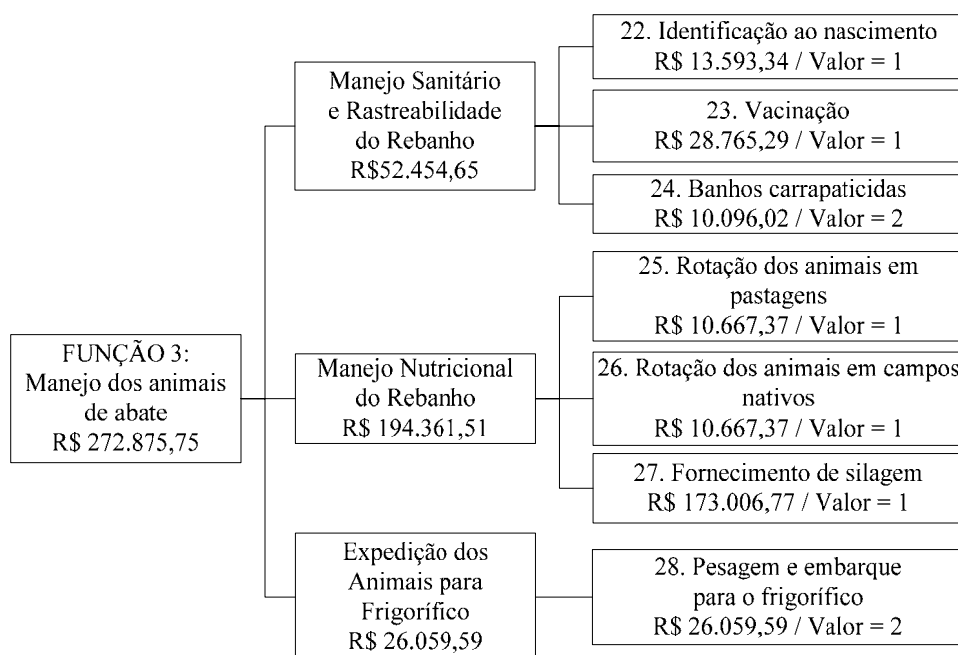 FUNÇÃO 3:
Manejo dos animais
de abate
R$ 272.875,75
Manejo Sanitário
e Rastreabilidade
do Rebanho
R$52.454,65
22. Identificação ao nascimento
R$ 13.593,34 / Valor = 1
23. Vacinação
R$ 28.765,29 / Valor = 1
24. Banhos carrapaticidas
R$ 10.096,02 / Valor = 2
Manejo Nutricional
do Rebanho
R$ 194.361,51
25. Rotação dos animais em
pastagens
R$ 10.667,37 / Valor = 1
26. Rotação dos animais em campos
nativos
R$ 10.667,37 / Valor = 1
27. Fornecimento de silagem
R$ 173.006,77 / Valor = 1
Expedição dos
Animais para
Frigorífico
R$ 26.059,59
28. Pesagem e embarque
para o frigorífico
R$ 26.059,59 / Valor = 2